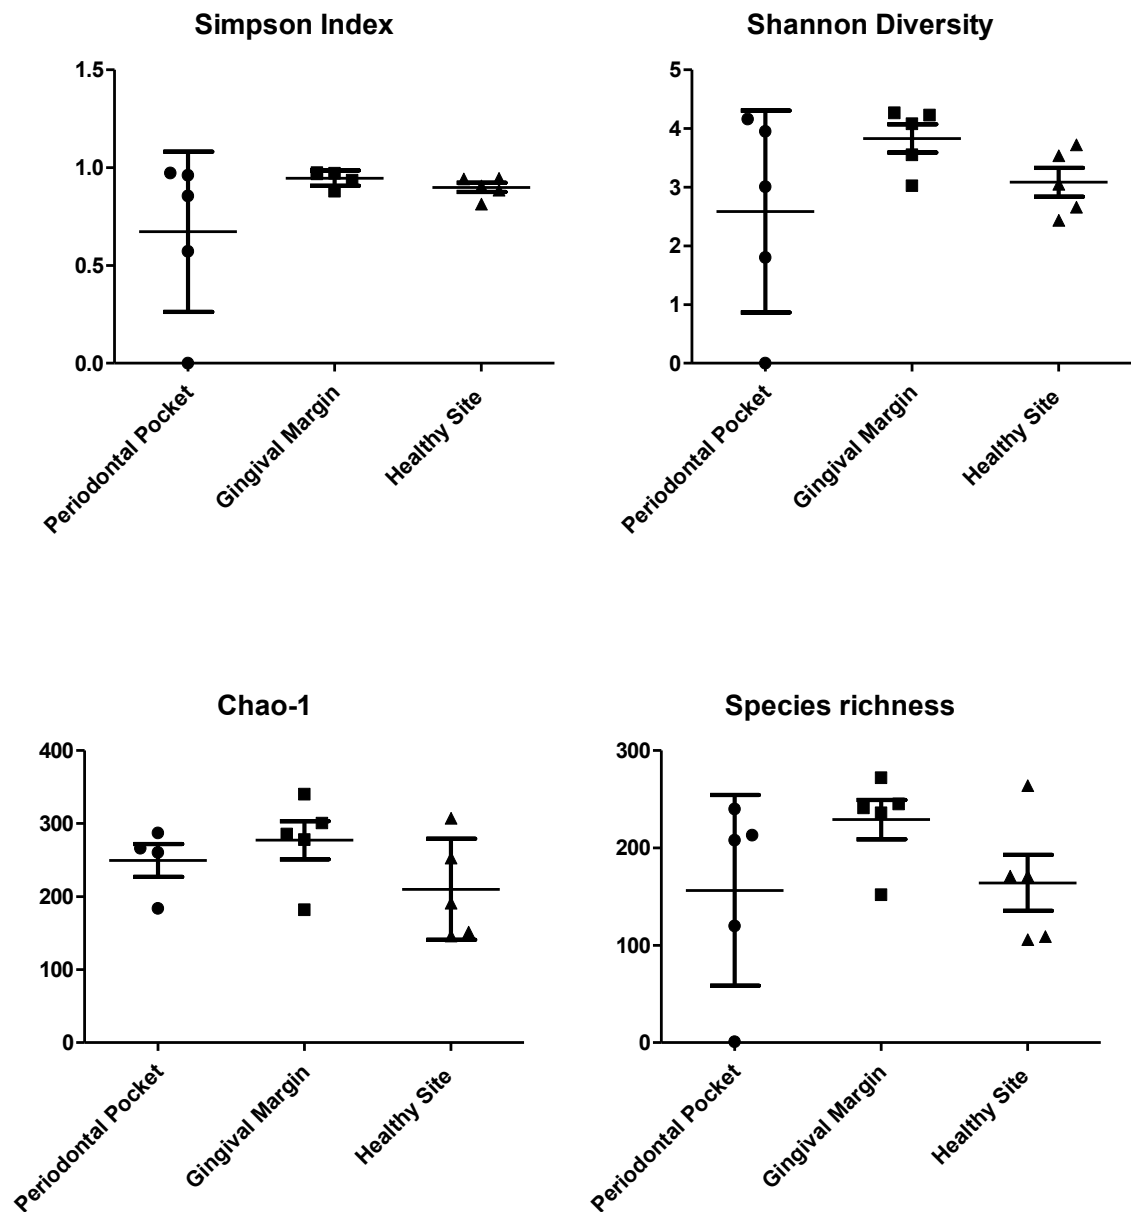 Simpson Index
1.5
1.0
0.5
0.0
Periodontal Pocket
Gingival Margin
Healthy Site
Shannon Diversity
5
4
3
2
1
0
Periodontal Pocket
Gingival Margin
Healthy Site
Chao-1
400
300
200
100
0
Periodontal Pocket
Gingival Margin
Healthy Site
Species richness
300
200
100
0
Periodontal Pocket
Gingival Margin
Healthy Site